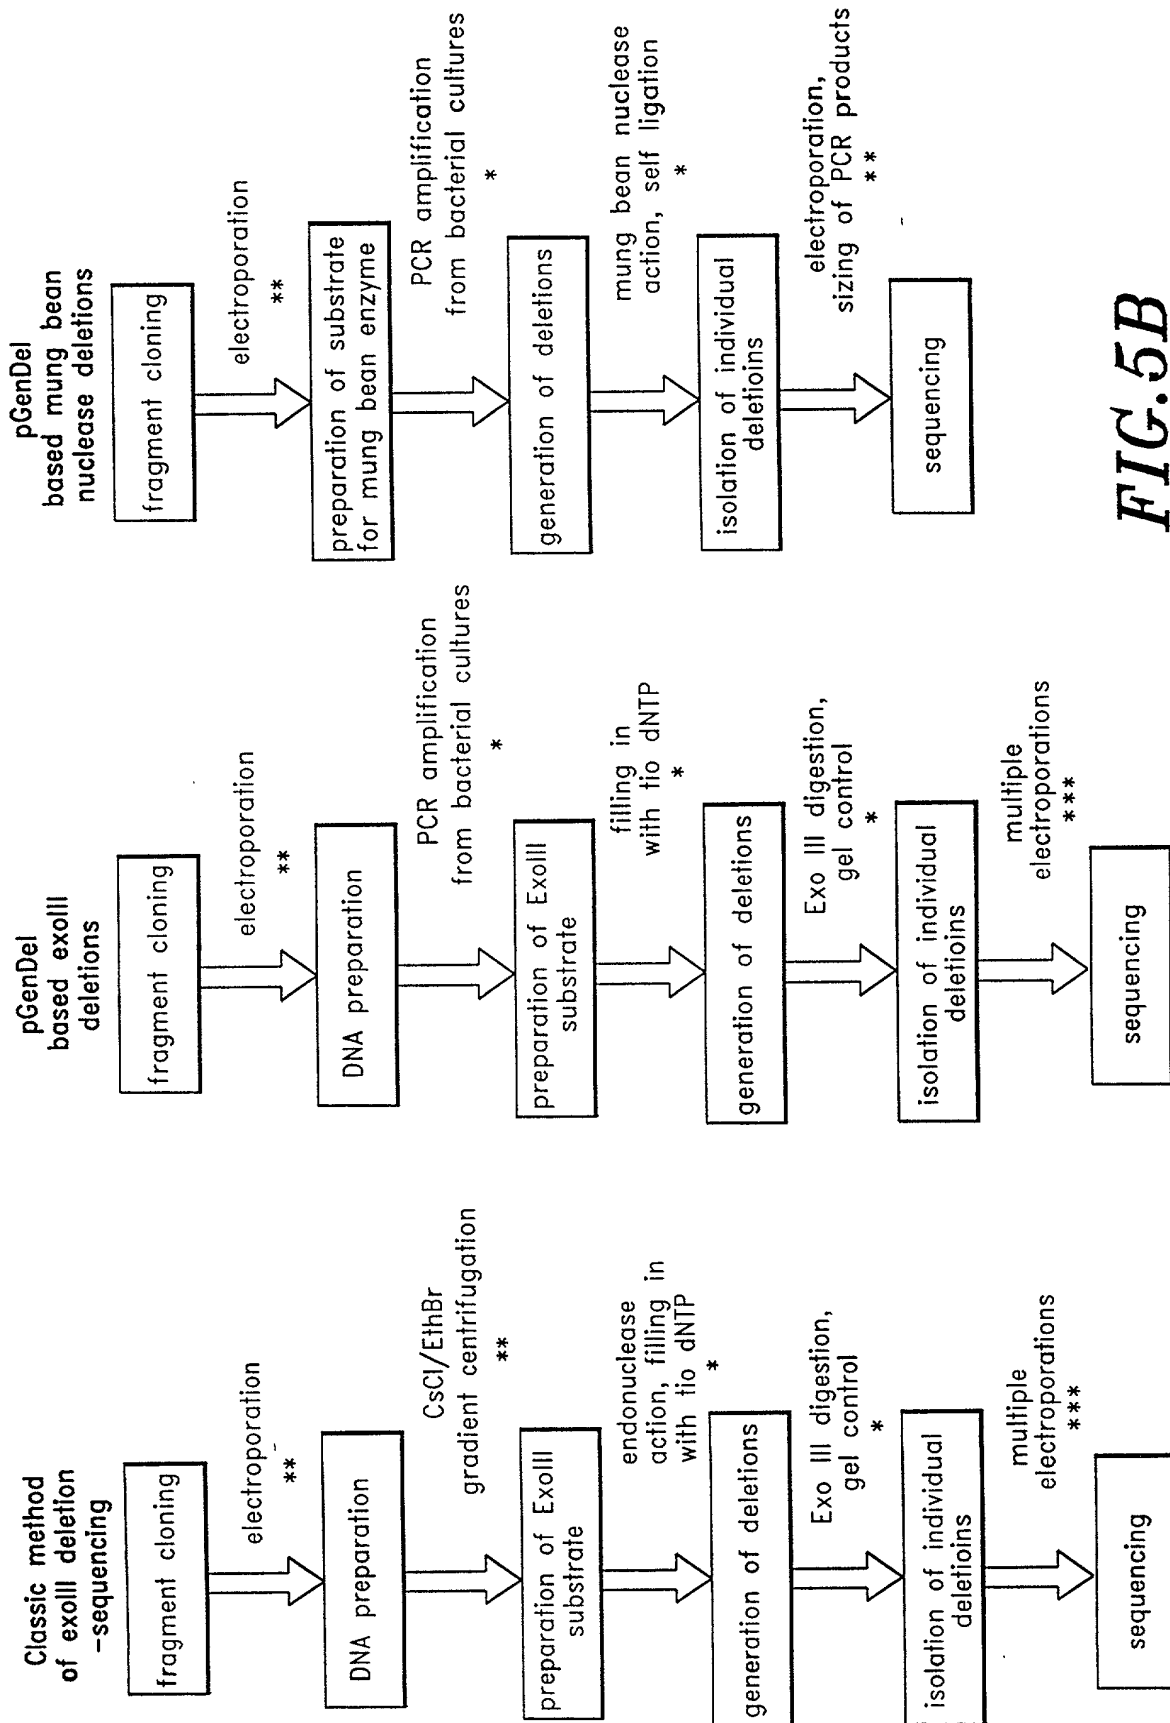 Classic method
of exoIII deletion
-sequencing
fragment cloning
electroporation
**
DNA preparation
CsCl/EthBr
gradient centrifugation
**
preparation of ExoIII
substrate
endonuclease
action, filling in
with tio dNTP
*
generation of deletions
Exo III digestion,
gel control
*
isolation of individual
deletioins
multiple
electroporations
***
sequencing
pGenDel
based exoIII
deletions
fragment cloning
electroporation
**
DNA preparation
PCR amplification
from bacterial cultures
*
preparation of ExoIII
substrate
filling in
with tio dNTP
*
generation of deletions
Exo III digestion,
gel control
*
isolation of individual
deletioins
multiple
electroporations
***
sequencing
pGenDel
based mung bean
nuclease deletions
fragment cloning
electroporation
**
preparation of substrate
for mung bean enzyme
PCR amplification
from bacterial cultures
*
generation of deletions
mung bean nuclease
action, self ligation
*
isolation of individual
deletioins
electroporation,
sizing of PCR products
**
sequencing
FIG.5B